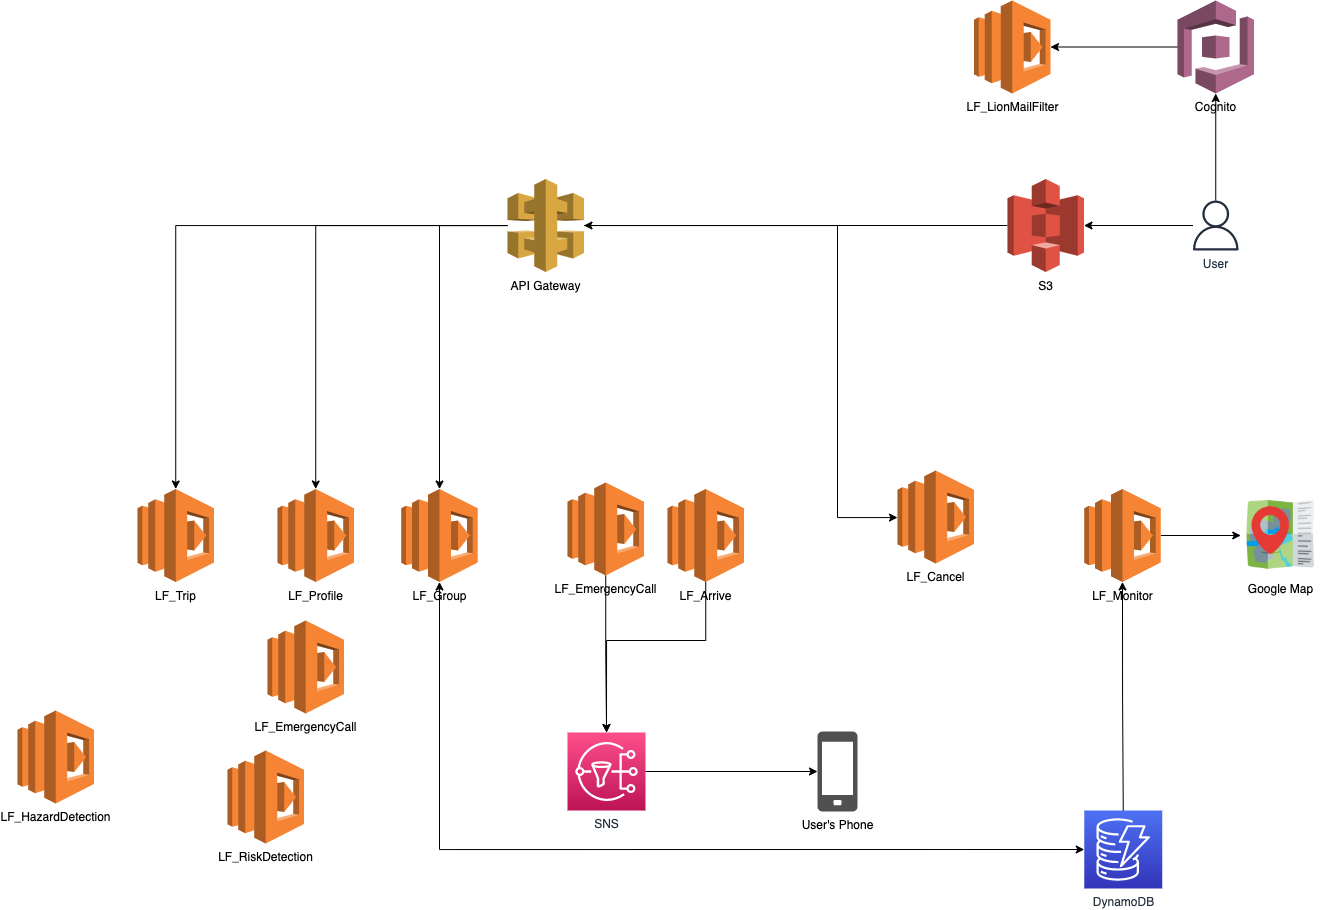 LF_LionMailFilter
Cognito
User
API Gateway
S3
LF_Trip
LF_Profile
LF_Group
LF_EmergencyCall
LF_Arrive
LF_Cancel
LF_Monitor
Google Map
LF_EmergencyCall
LF_HazardDetection
LF_RiskDetection
SNS
User's Phone
DynamoDB